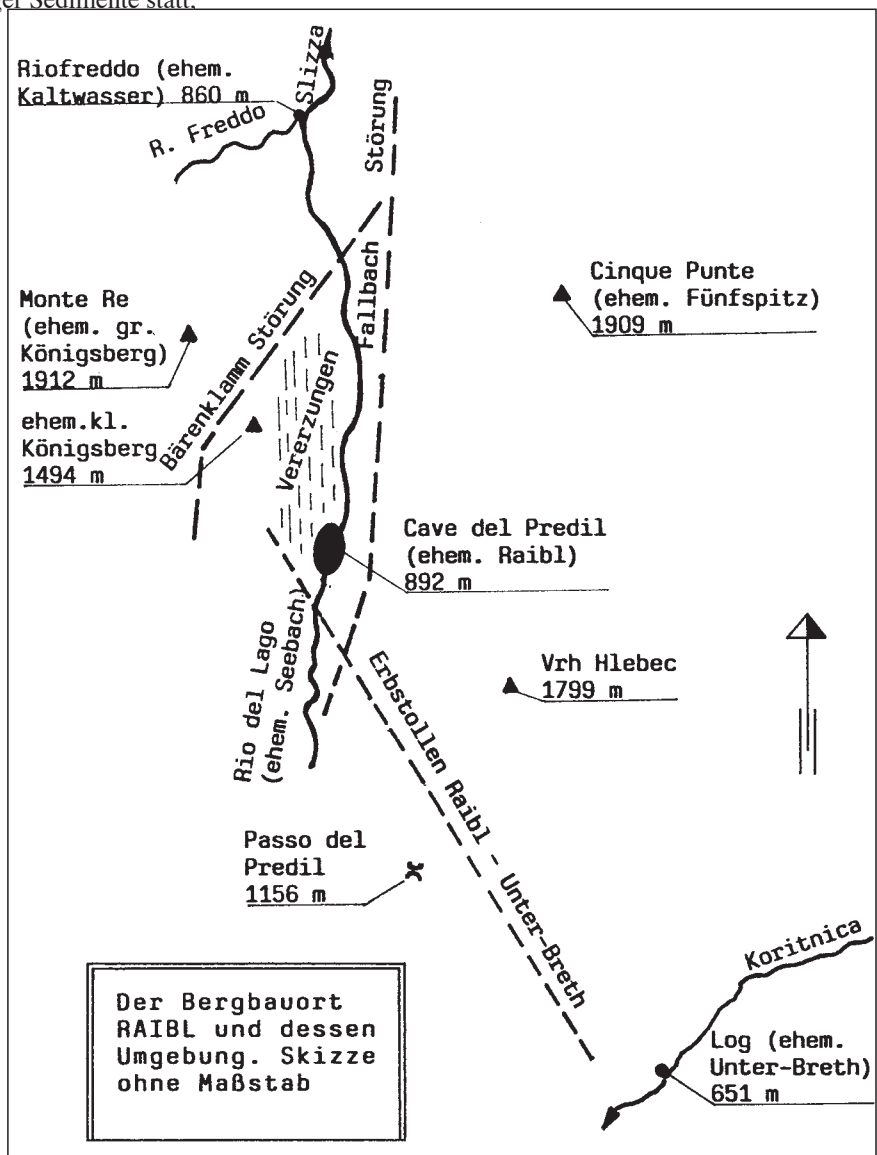 ger Sedimente statt,
Slizza
Riofreddo (ehem.
Kaltwasser) 860 m
R. Freddo
Störung
Fallbach
Cinque Punte
(ehem. Fünfspitz)
1909 m
Monte Re
(ehem. gr.
Königsberg)
1912 m
Bärenklamm Störung
Vererzungen
ehem.kl.
Königsberg
1494 m
Cave del Predil
(ehem. Raibl)
892 m
Rio del Lago
(ehem. Seebach)
Vrh Hlebec
1799 m
Erbstollen Raibl - Unter-Breth
Passo del
Predil
1156 m
Koritnica
Log (ehem.
Unter-Breth)
651 m
Der Bergbauort
RAIBL und dessen
Umgebung. Skizze
ohne Maßstab